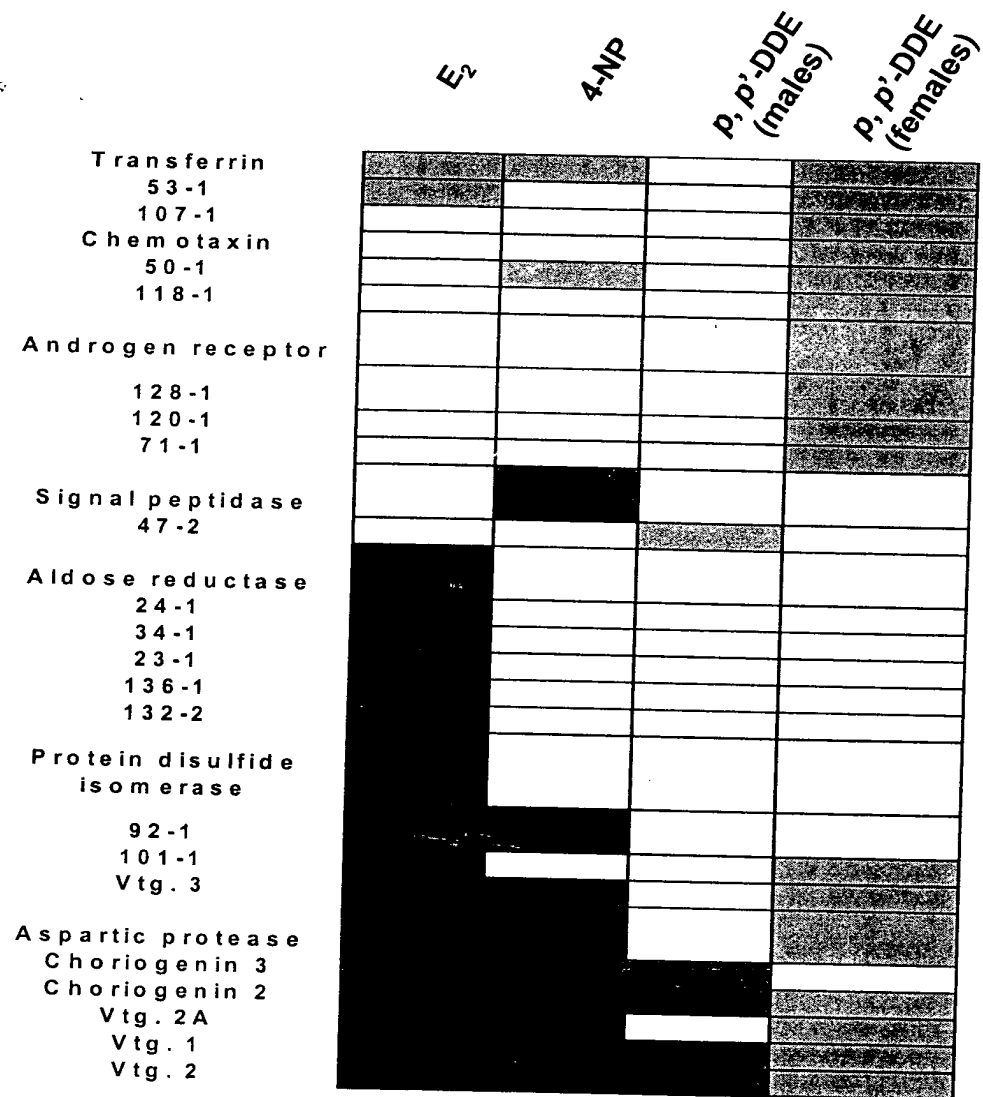 E₂
4-NP
p, p'-DDE
(males)
p, p'-DDE
(females)
Transferrin
53-1
107-1
Chemotaxin
50-1
118-1
Androgen receptor
128-1
120-1
71-1
Signal peptidase
47-2
Aldose reductase
24-1
34-1
23-1
136-1
132-2
Protein disulfide
isomerase
92-1
101-1
Vtg. 3
Aspartic protease
Choriogenin 3
Choriogenin 2
Vtg. 2A
Vtg. 1
Vtg. 2